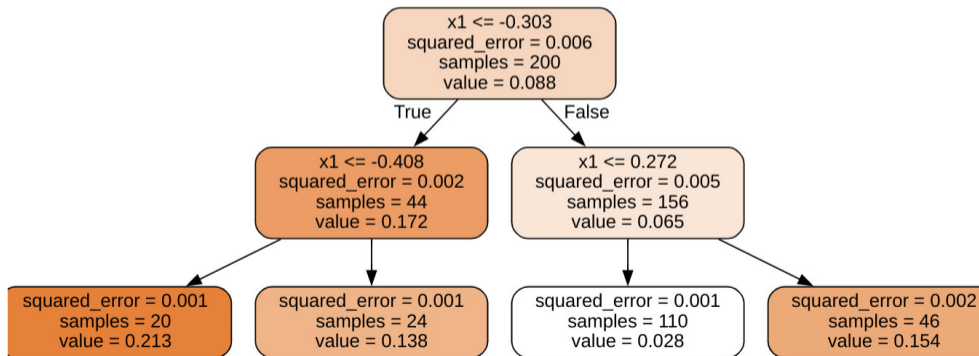 x1 <= -0.303
squared_error = 0.006
samples = 200
value = 0.088
True
False
x1 <= -0.408
squared_error = 0.002
samples = 44
value = 0.172
x1 <= 0.272
squared_error = 0.005
samples = 156
value = 0.065
squared_error = 0.001
samples = 20
value = 0.213
squared_error = 0.001
samples = 24
value = 0.138
squared_error = 0.001
samples = 110
value = 0.028
squared_error = 0.002
samples = 46
value = 0.154